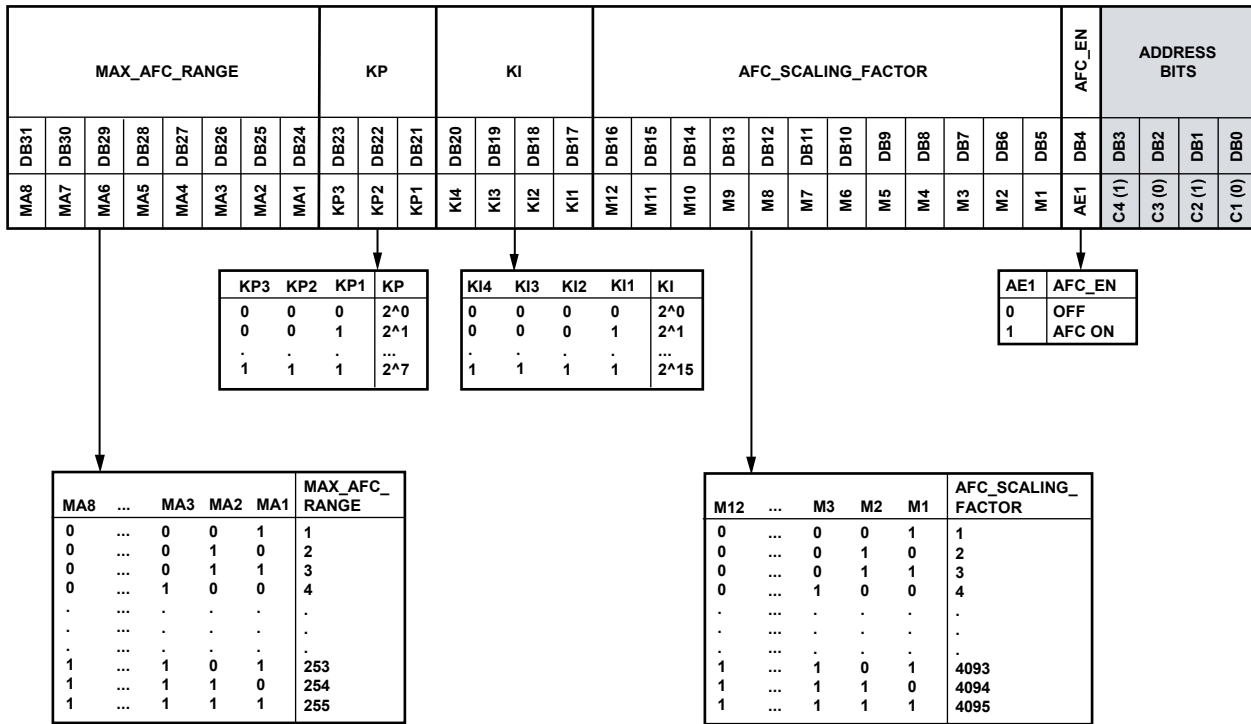 MAX_AFC_RANGE KP KI AFC_SCALING_FACTOR AFC_EN ADDRESS BITS
DB31 DB30 DB29 DB28 DB27 DB26 DB25 DB24 DB23 DB22 DB21 DB20 DB19 DB18 DB17 DB16 DB15 DB14 DB13 DB12 DB11 DB10 DB9 DB8 DB7 DB6 DB5 DB4 DB3 DB2 DB1 DB0
MA8 MA7 MA6 MA5 MA4 MA3 MA2 MA1 KP3 KP2 KP1 KI4 KI3 KI2 KI1 M12 M11 M10 M9 M8 M7 M6 M5 M4 M3 M2 M1 AE1 C4 (1) C3 (0) C2 (1) C1 (0)
KP3 KP2 KP1 KP
0 0 0 2^0
0 0 1 2^1
. . . ...
1 1 1 2^7
KI4 KI3 KI2 KI1 KI
0 0 0 0 2^0
0 0 0 1 2^1
. . . . ...
1 1 1 1 2^15
AE1 AFC_EN
0 OFF
1 AFC ON
MA8 ... MA3 MA2 MA1 MAX_AFC_
RANGE
0 ... 0 0 1 1
0 ... 0 1 0 2
0 ... 0 1 1 3
0 ... 1 0 0 4
. ... . . . .
. ... . . . .
. ... . . . .
1 ... 1 0 1 253
1 ... 1 1 0 254
1 ... 1 1 1 255
M12 ... M3 M2 M1 AFC_SCALING_
FACTOR
0 ... 0 0 1 1
0 ... 0 1 0 2
0 ... 0 1 1 3
0 ... 1 0 0 4
. ... . . . .
. ... . . . .
. ... . . . .
1 ... 1 0 1 4093
1 ... 1 1 0 4094
1 ... 1 1 1 4095